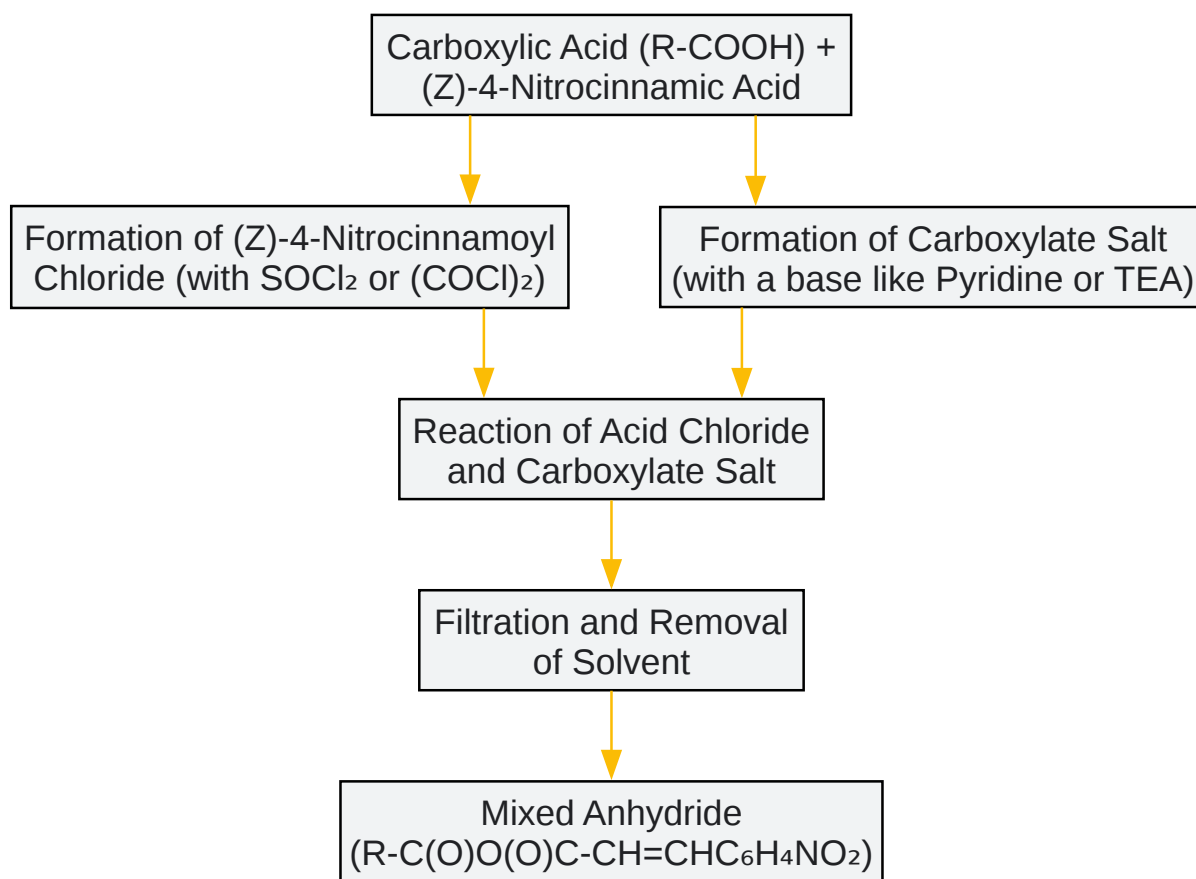 Carboxylic Acid (R-COOH) +
(Z)-4-Nitrocinnamic Acid
Formation of (Z)-4-Nitrocinnamoyl
Chloride (with SOCl₂ or (COCl)₂)
Formation of Carboxylate Salt
(with a base like Pyridine or TEA)
Reaction of Acid Chloride
and Carboxylate Salt
Filtration and Removal
of Solvent
Mixed Anhydride
(R-C(O)O(O)C-CH=CHC₆H₄NO₂)